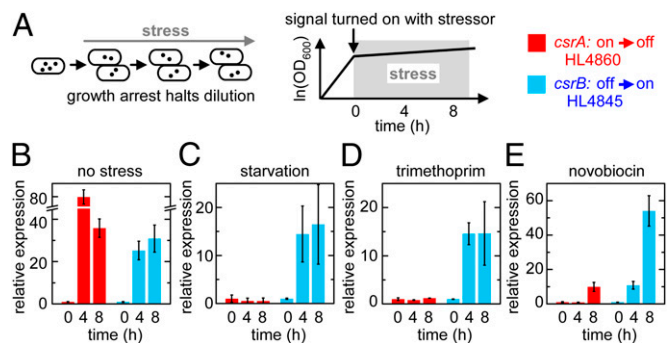 A
stress
growth arrest halts dilution
signal turned on with stressor
ln(OD600)
stress
0 4 8
time (h)
csrA: on → off
HL4860
csrB: off → on
HL4845
B
no stress
relative expression
80
40
20
0
0 4 8 0 4 8
time (h)
C
starvation
relative expression
20
10
0
0 4 8 0 4 8
time (h)
D
trimethoprim
relative expression
20
10
0
0 4 8 0 4 8
time (h)
E
novobiocin
relative expression
60
40
20
0
0 4 8 0 4 8
time (h)